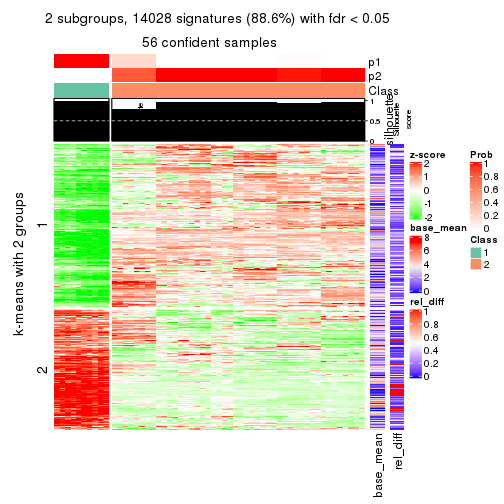 2 subgroups, 14028 signatures (88.6%) with fdr < 0.05
56 confident samples
p1
p2
Class
1
0.5
0
silhouette
Silhouette
score
k-means with 2 groups
1
2
base_mean
rel_diff
z-score
2
1
0
-1
-2
base_mean
8
6
4
2
0
rel_diff
1
0.8
0.6
0.4
0.2
0
Prob
1
0.8
0.6
0.4
0.2
0
Class
1
2